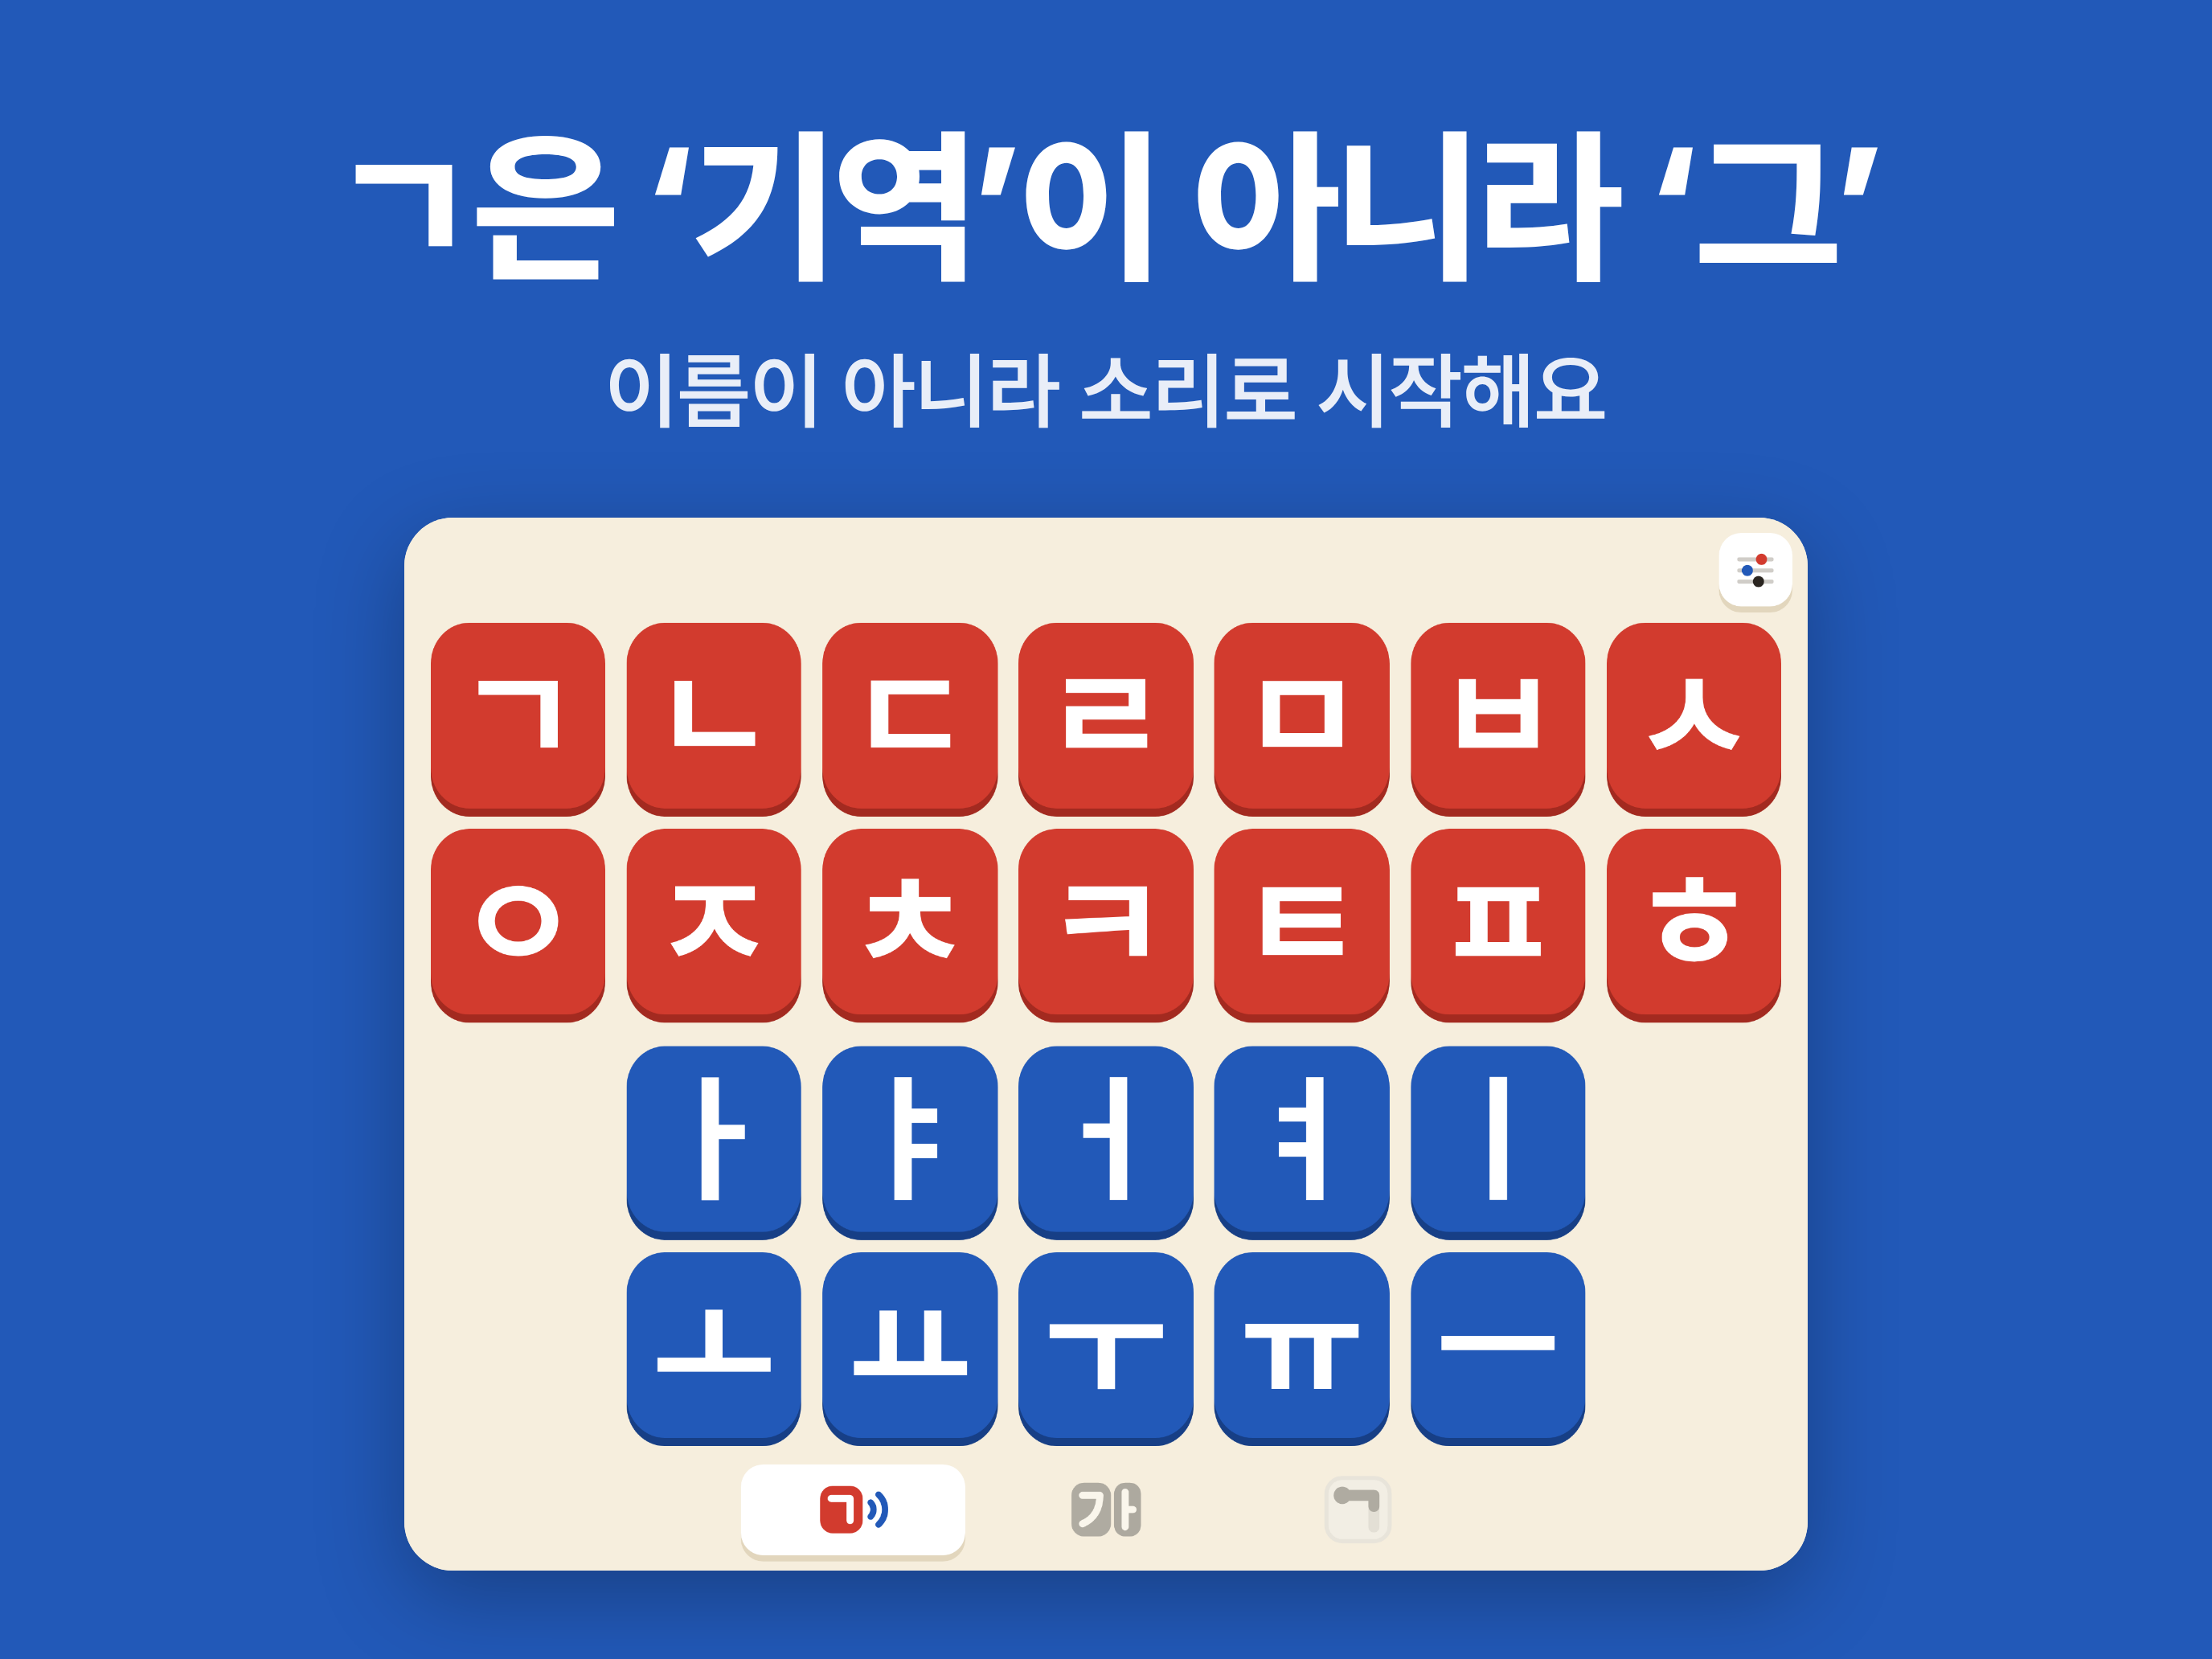 ㄱ은 ‘기역’이 아니라 ‘그’
이름이 아니라 소리로 시작해요
ㄱ ㄴ ㄷ ㄹ ㅁ ㅂ ㅅ
ㅇ ㅈ ㅊ ㅋ ㅌ ㅍ ㅎ
ㅏ ㅑ ㅓ ㅕ ㅣ
ㅗ ㅛ ㅜ ㅠ ㅡ
ㄱ 가 ㄱ